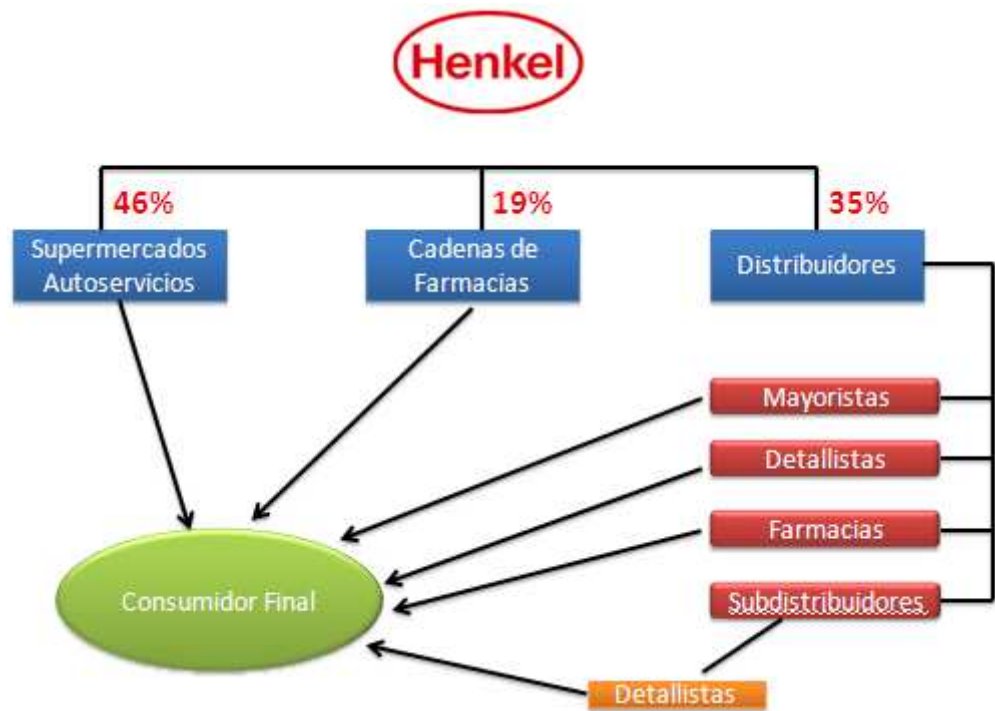 Henkel
46%
19%
35%
Supermercados
Autoservicios
Cadenas de
Farmacias
Distribuidores
Mayoristas
Detallistas
Farmacias
Subdistribuidores
Consumidor Final
Detallistas